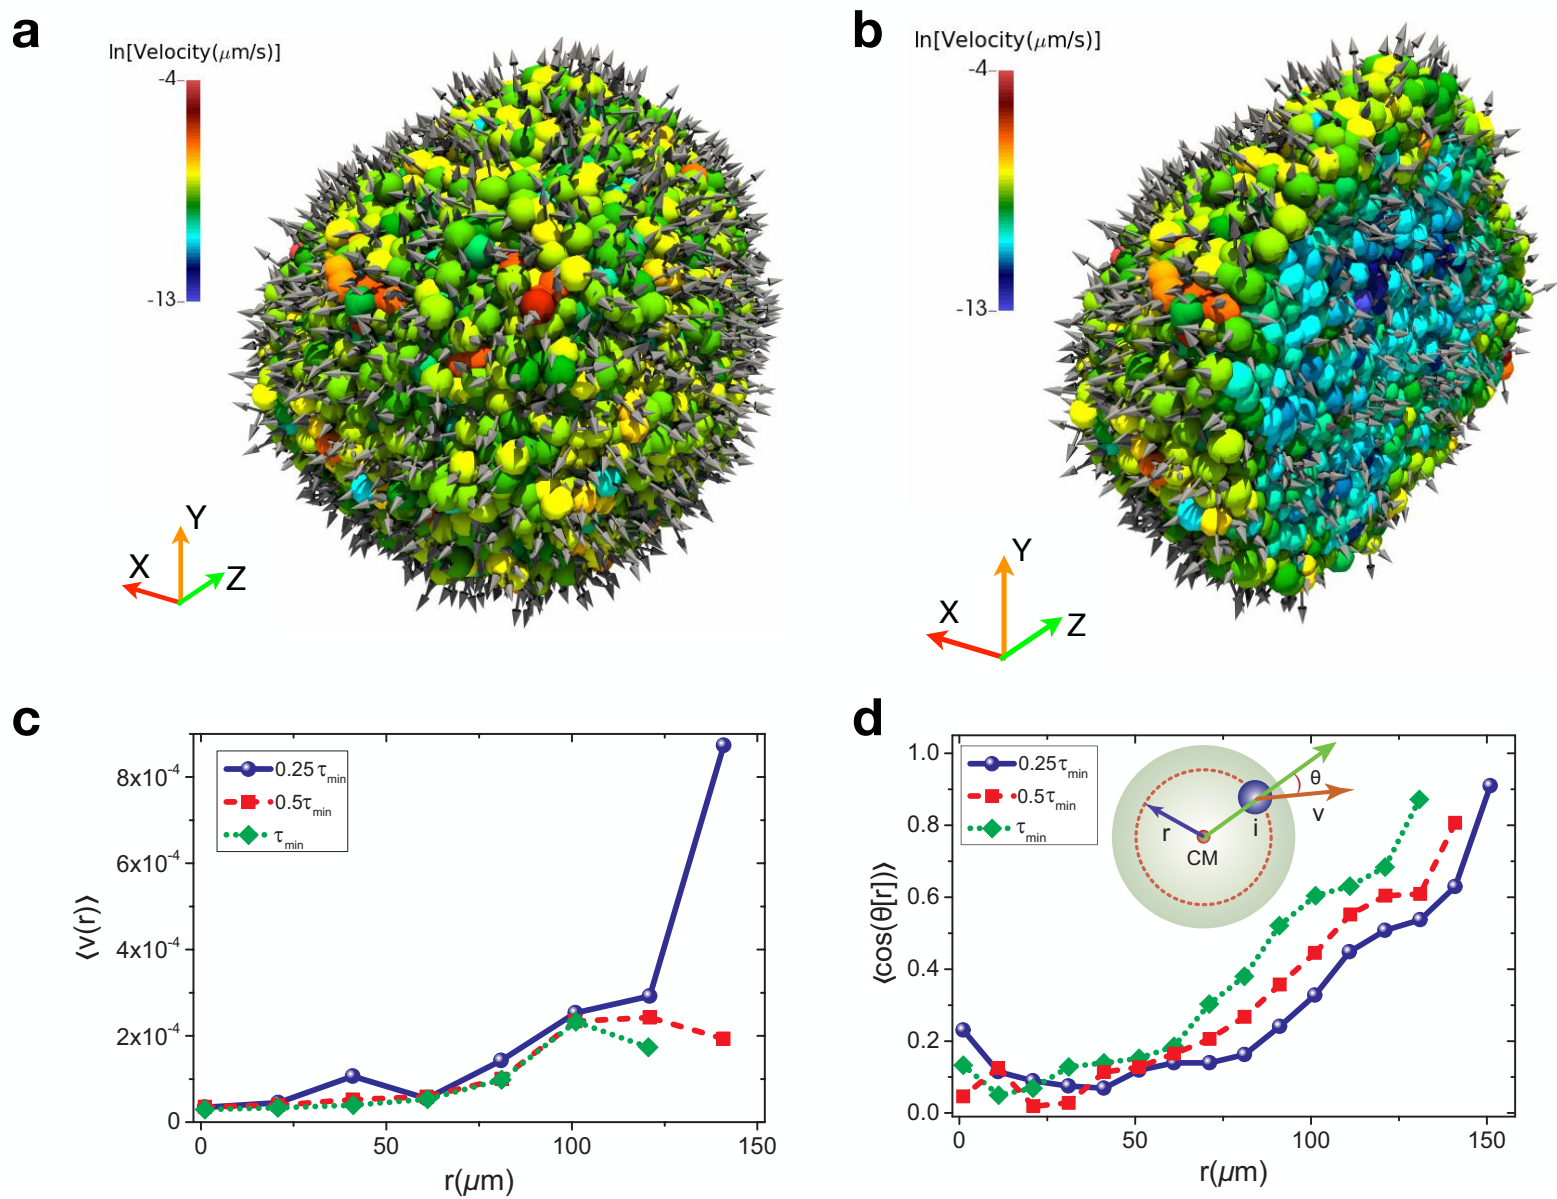 a
ln[Velocity(μm/s)]
-4
-13
Y
X
Z
b
ln[Velocity(μm/s)]
-4
-13
Y
X
Z
c
0.25τmin
0.5τmin
τmin
8x10-4
6x10-4
4x10-4
2x10-4
0
⟨v(r)⟩
0 50 100 150
r(μm)
d
0.25τmin
0.5τmin
τmin
θ
v
i
r
CM
1.0
0.8
0.6
0.4
0.2
0.0
⟨cos(θ[r])⟩
0 50 100 150
r(μm)